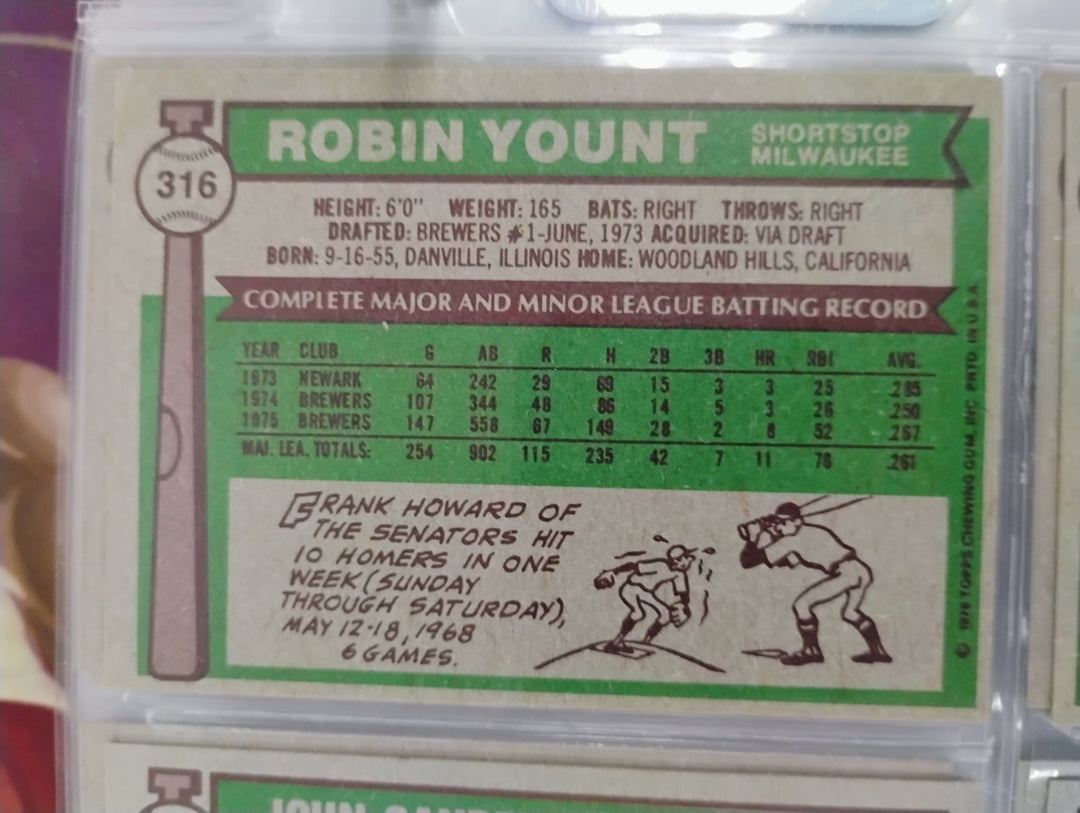 316
ROBIN YOUNT
SHORTSTOP
MILWAUKEE
HEIGHT: 6'0" WEIGHT: 165 BATS: RIGHT THROWS: RIGHT
DRAFTED: BREWERS #1-JUNE, 1973 ACQUIRED: VIA DRAFT
BORN: 9-16-55, DANVILLE, ILLINOIS HOME: WOODLAND HILLS, CALIFORNIA
COMPLETE MAJOR AND MINOR LEAGUE BATTING RECORD
YEAR CLUB G AB R H 2B 3B HR RBI AVG.
1973 NEWARK 64 242 29 69 15 3 3 25 .285
1974 BREWERS 107 344 48 86 14 5 3 26 .250
1975 BREWERS 147 558 67 149 28 2 8 52 .267
MAJ. LEA. TOTALS: 254 902 115 235 42 7 11 78 .261
FRANK HOWARD OF
THE SENATORS HIT
10 HOMERS IN ONE
WEEK (SUNDAY
THROUGH SATURDAY),
MAY 12-18, 1968
6 GAMES.
© 1976 TOPPS CHEWING GUM, INC. PRTD. IN U.S.A.
JOHN